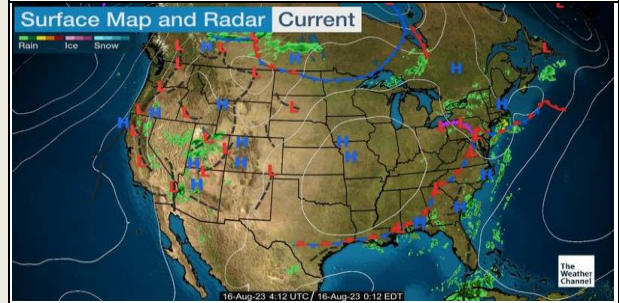 Surface Map and Radar Current
Rain Ice Snow
L H L
L H H L
L H
H H L H L
H L H L L L
L L H H L L
L H H H L H
L L H L
H L H
L H
L L L L H
The
Weather
Channel
16-Aug-23 4:12 UTC / 16-Aug-23 0:12 EDT